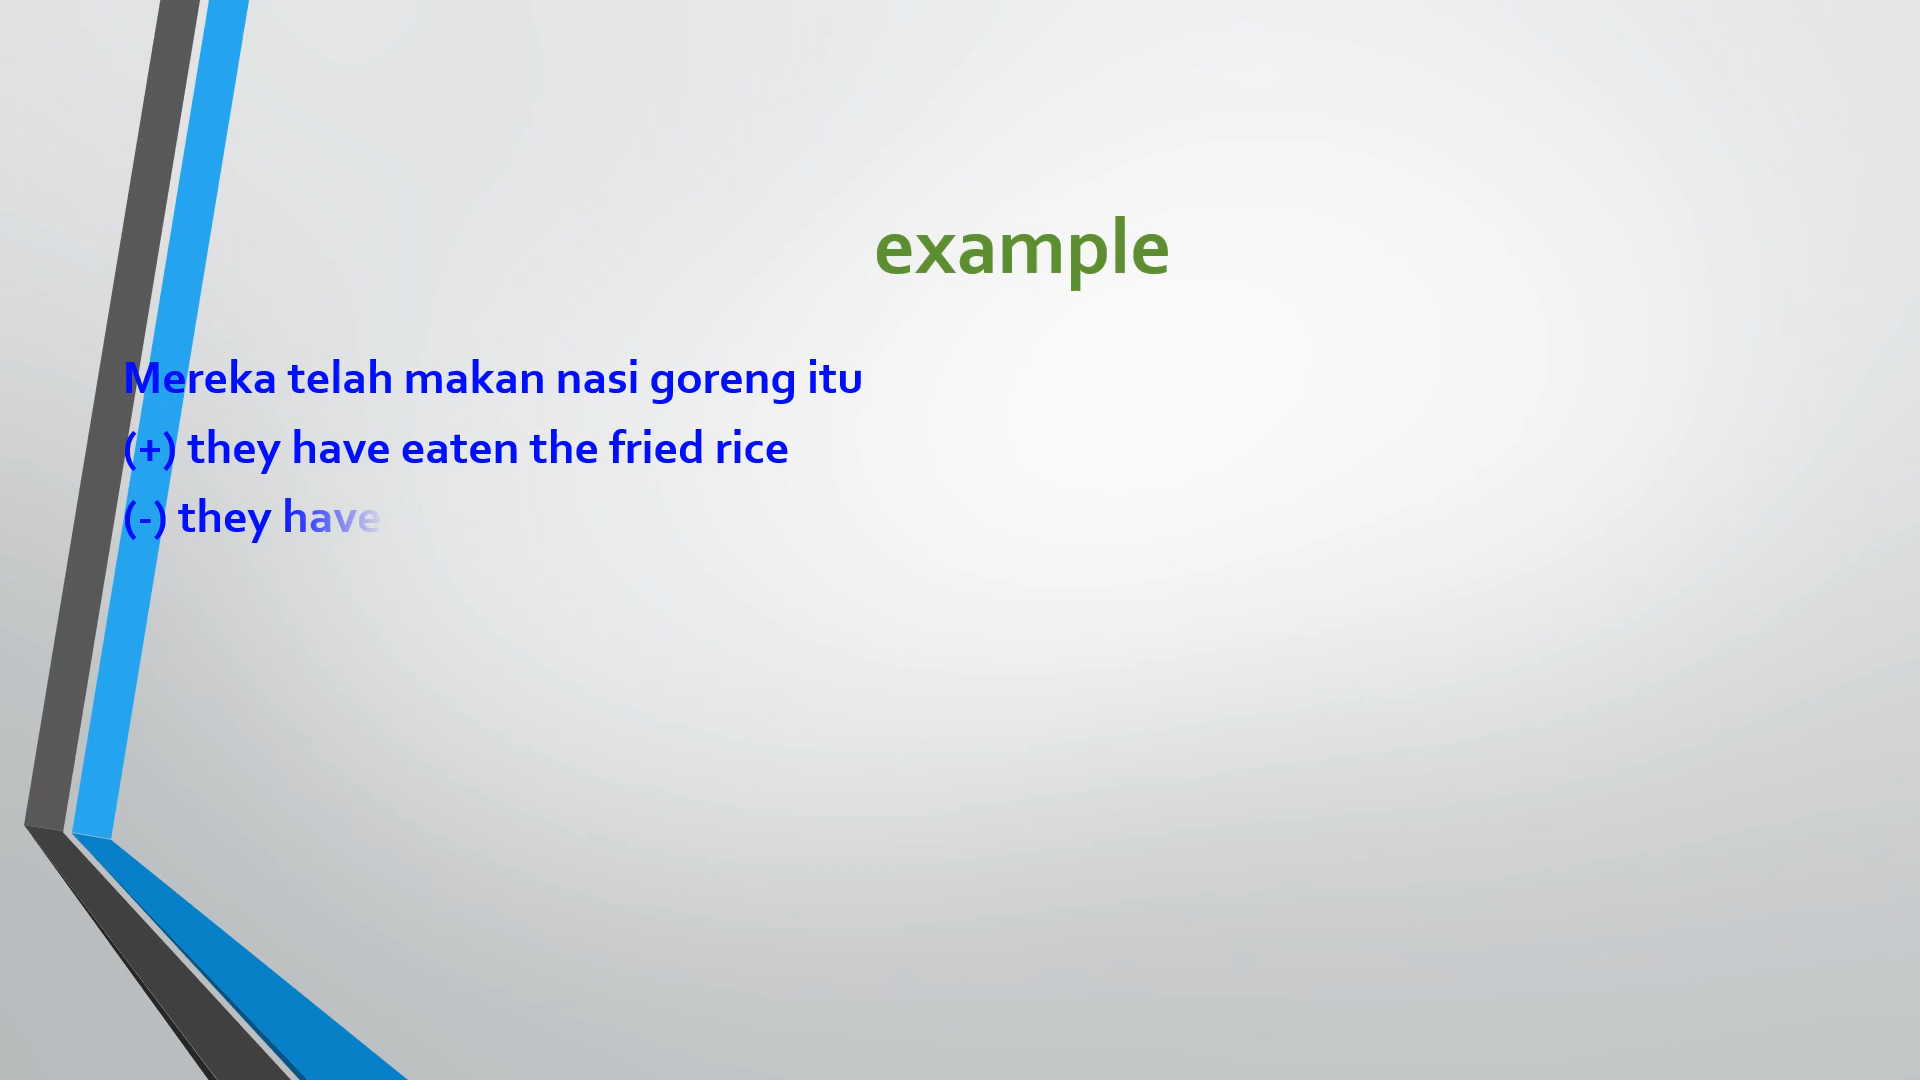 example
Mereka telah makan nasi goreng itu
(+) they have eaten the fried rice
(-) they have